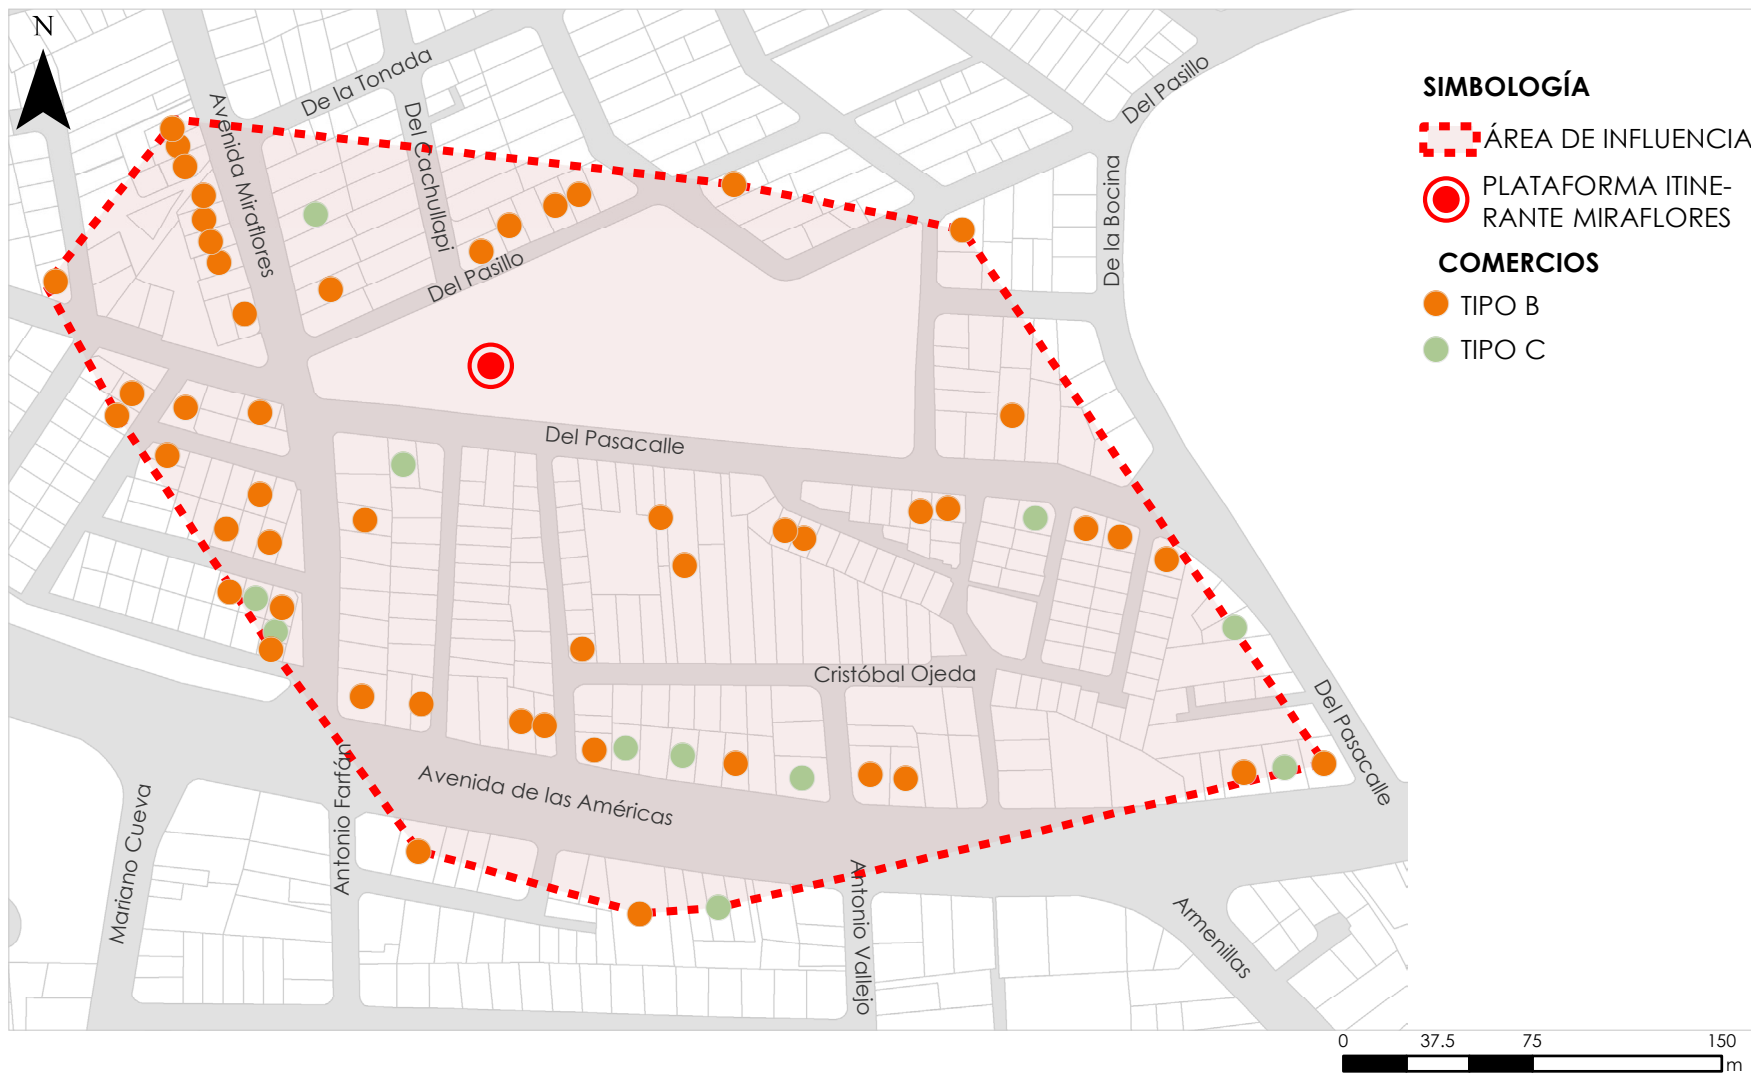 N
De la Tonada
Del Pasillo
Avenida Miraflores
Del Cachullapi
De la Bocina
Del Pasillo
Del Pasacalle
Cristóbal Ojeda
Del Pasacalle
Avenida de las Américas
Antonio Farfán
Mariano Cueva
Antonio Vallejo
Armenillas
SIMBOLOGÍA
ÁREA DE INFLUENCIA
PLATAFORMA ITINE-
RANTE MIRAFLORES
COMERCIOS
TIPO B
TIPO C
0 37.5 75 150
m